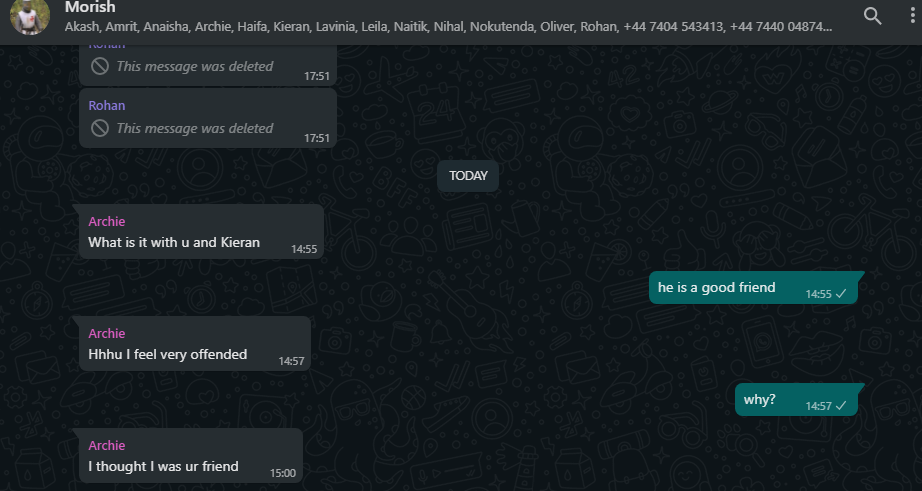 Morish
Akash, Amrit, Anaisha, Archie, Haifa, Kieran, Lavinia, Leila, Naitik, Nihal, Nokutenda, Oliver, Rohan, +44 7404 543413, +44 7440 04874...
Rohan
This message was deleted
17:51
Rohan
This message was deleted
17:51
TODAY
Archie
What is it with u and Kieran
14:55
he is a good friend
14:55
Archie
Hhhu I feel very offended
14:57
why?
14:57
Archie
I thought I was ur friend
15:00